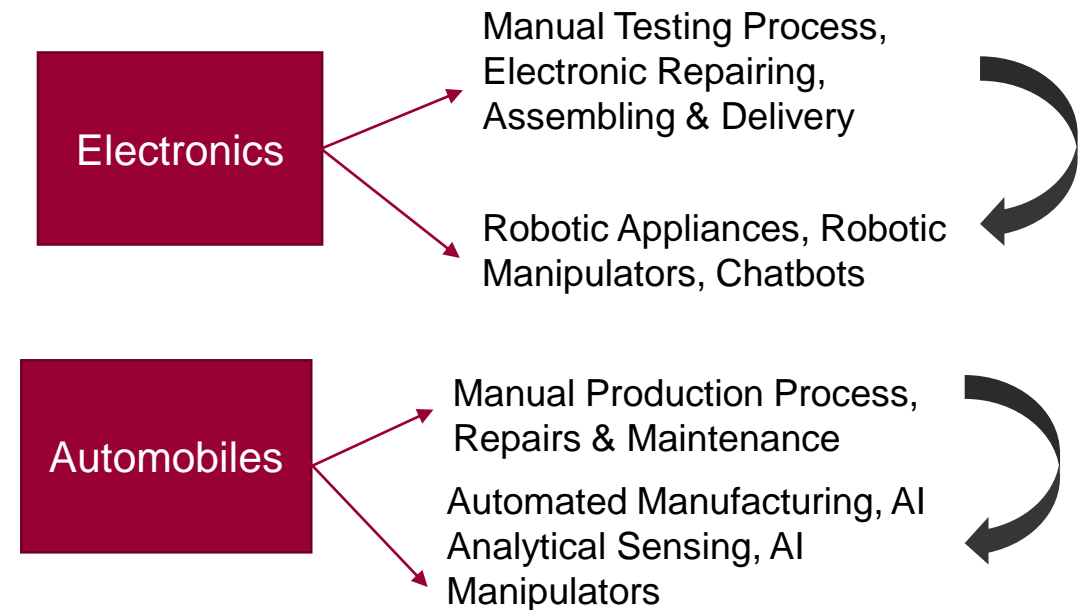 Electronics
Manual Testing Process,
Electronic Repairing,
Assembling & Delivery
Robotic Appliances, Robotic
Manipulators, Chatbots
Automobiles
Manual Production Process,
Repairs & Maintenance
Automated Manufacturing, AI
Analytical Sensing, AI
Manipulators